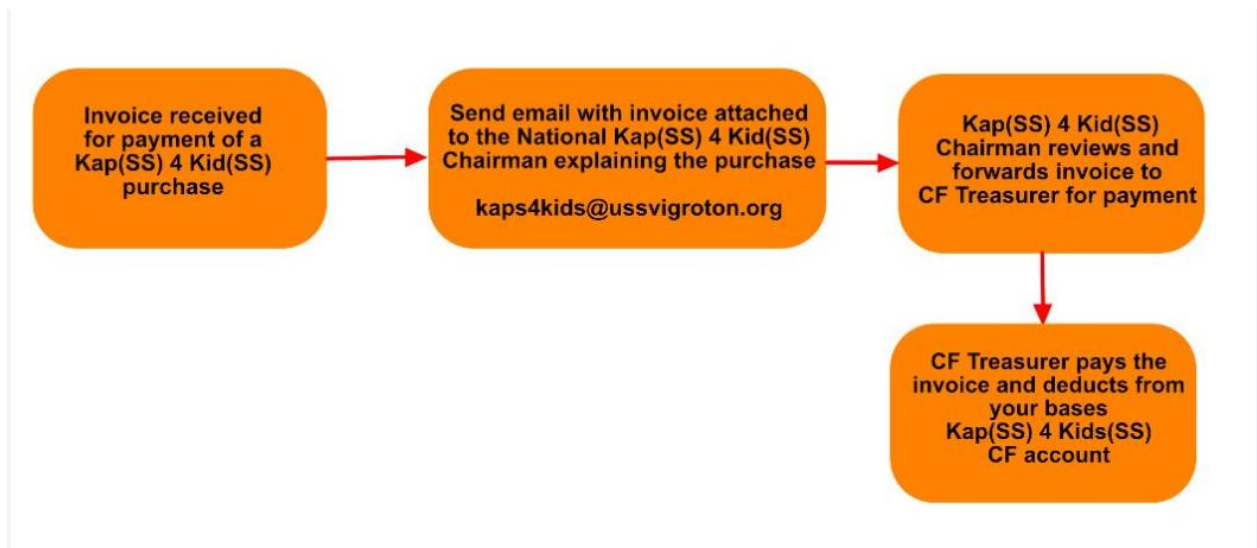 Invoice received
for payment of a
Kap(SS) 4 Kid(SS)
purchase
Send email with invoice attached
to the National Kap(SS) 4 Kid(SS)
Chairman explaining the purchase
kaps4kids@ussvigroton.org
Kap(SS) 4 Kid(SS)
Chairman reviews and
forwards invoice to
CF Treasurer for payment
CF Treasurer pays the
invoice and deducts from
your bases
Kap(SS) 4 Kids(SS)
CF account